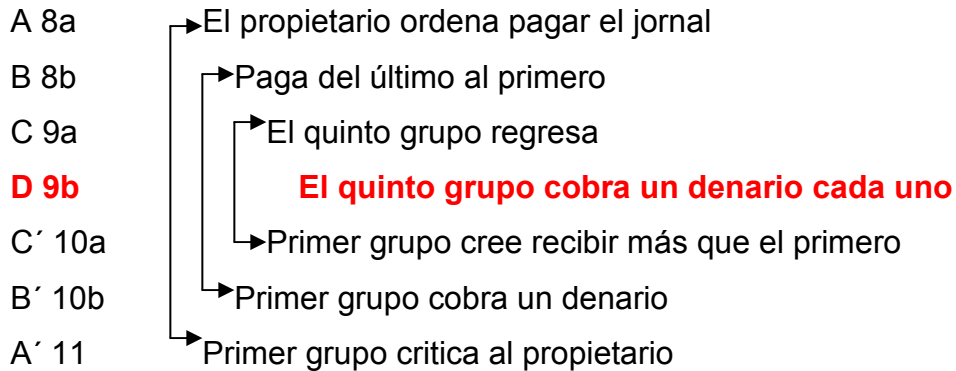 A 8a El propietario ordena pagar el jornal
B 8b Paga del último al primero
C 9a El quinto grupo regresa
D 9b El quinto grupo cobra un denario cada uno
C´ 10a Primer grupo cree recibir más que el primero
B´ 10b Primer grupo cobra un denario
A´ 11 Primer grupo critica al propietario